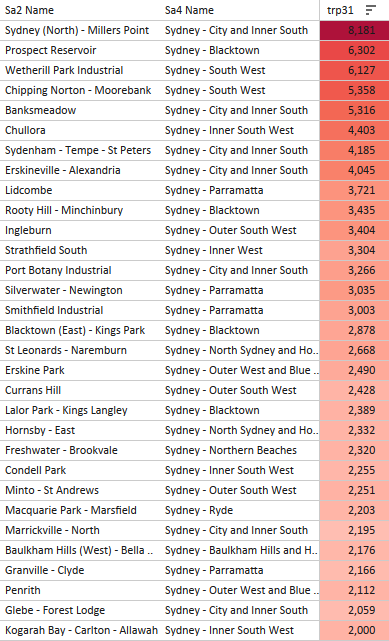 Sa2 Name Sa4 Name trp31
Sydney (North) - Millers Point Sydney - City and Inner South 8,181
Prospect Reservoir Sydney - Blacktown 6,302
Wetherill Park Industrial Sydney - South West 6,127
Chipping Norton - Moorebank Sydney - South West 5,358
Banksmeadow Sydney - City and Inner South 5,316
Chullora Sydney - Inner South West 4,403
Sydenham - Tempe - St Peters Sydney - City and Inner South 4,185
Erskineville - Alexandria Sydney - City and Inner South 4,045
Lidcombe Sydney - Parramatta 3,721
Rooty Hill - Minchinbury Sydney - Blacktown 3,435
Ingleburn Sydney - Outer South West 3,404
Strathfield South Sydney - Inner West 3,304
Port Botany Industrial Sydney - City and Inner South 3,266
Silverwater - Newington Sydney - Parramatta 3,035
Smithfield Industrial Sydney - Parramatta 3,003
Blacktown (East) - Kings Park Sydney - Blacktown 2,878
St Leonards - Naremburn Sydney - North Sydney and Ho.. 2,668
Erskine Park Sydney - Outer West and Blue .. 2,490
Currans Hill Sydney - Outer South West 2,428
Lalor Park - Kings Langley Sydney - Blacktown 2,389
Hornsby - East Sydney - North Sydney and Ho.. 2,332
Freshwater - Brookvale Sydney - Northern Beaches 2,320
Condell Park Sydney - Inner South West 2,255
Minto - St Andrews Sydney - Outer South West 2,251
Macquarie Park - Marsfield Sydney - Ryde 2,203
Marrickville - North Sydney - City and Inner South 2,195
Baulkham Hills (West) - Bella .. Sydney - Baulkham Hills and H.. 2,176
Granville - Clyde Sydney - Parramatta 2,166
Penrith Sydney - Outer West and Blue .. 2,112
Glebe - Forest Lodge Sydney - City and Inner South 2,059
Kogarah Bay - Carlton - Allawah Sydney - Inner South West 2,000